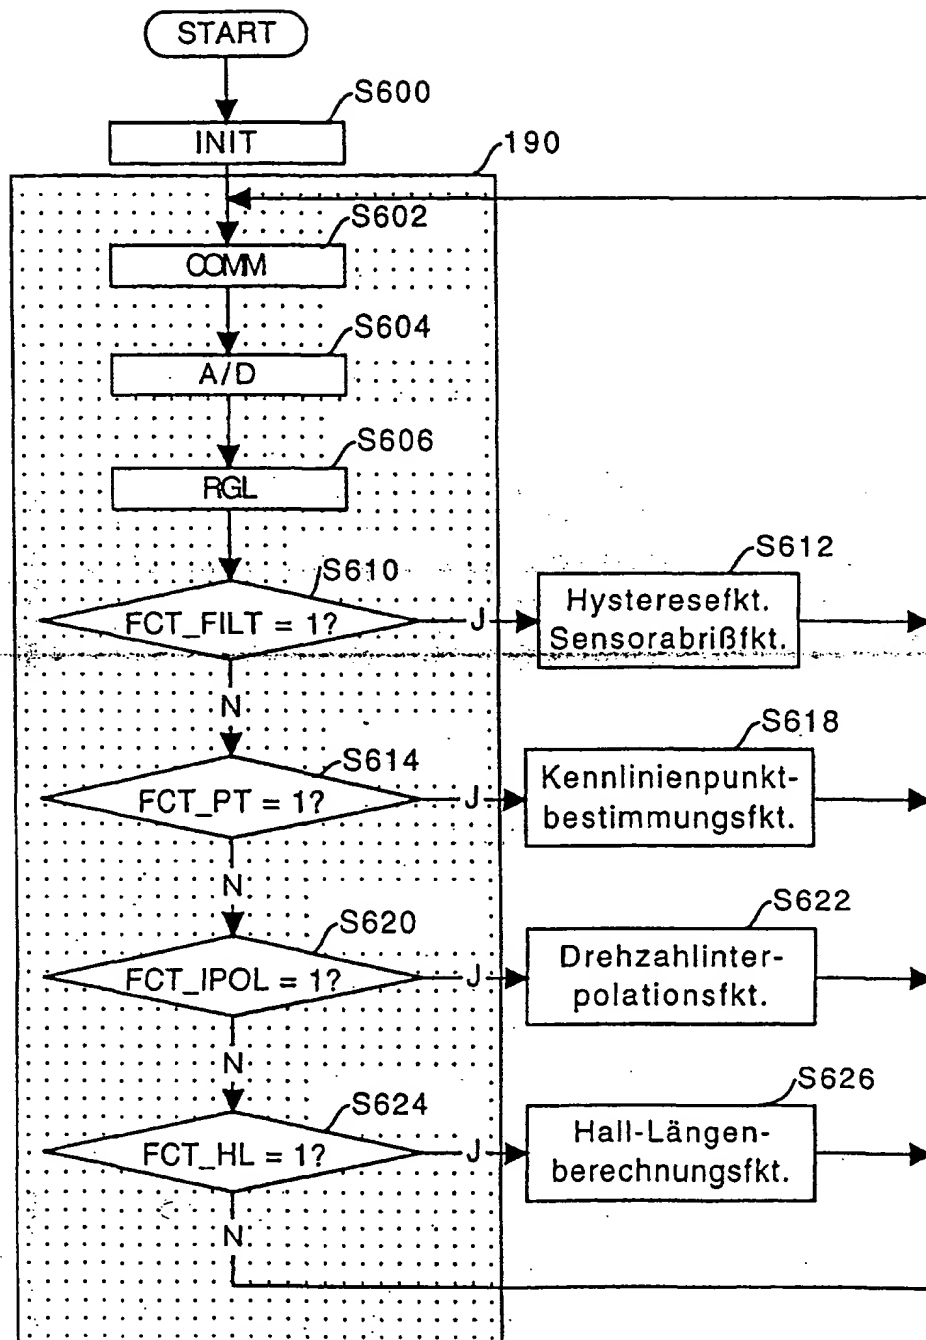 START
S600
INIT
190
S602
COMM
S604
A/D
S606
RGL
S610
FCT_FILT = 1?
J
S612
Hysteresefkt.
Sensorabrißfkt.
N
S614
FCT_PT = 1?
J
S618
Kennlinienpunkt-
bestimmungsfkt.
N
S620
FCT_IPOL = 1?
J
S622
Drehzahlinter-
polationsfkt.
N
S624
FCT_HL = 1?
J
S626
Hall-Längen-
berechnungsfkt.
N